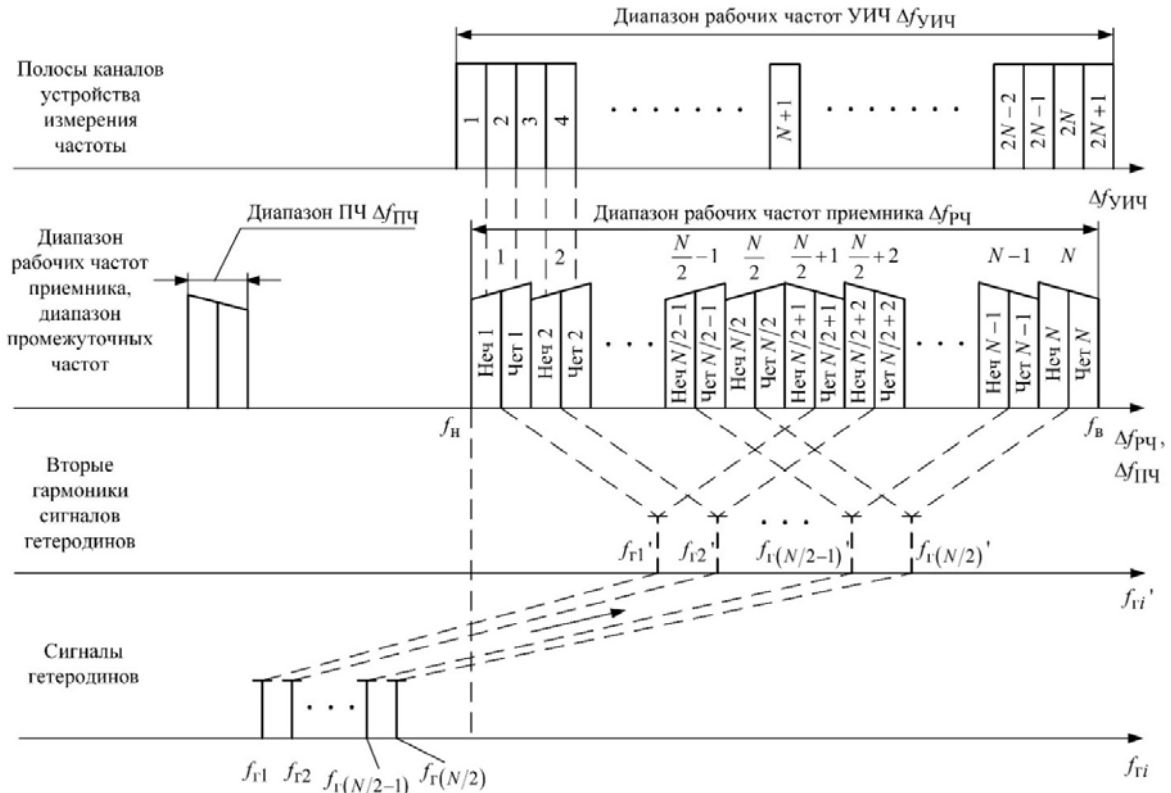 Диапазон рабочих частот УИЧ Δf_УИЧ
Полосы каналов
устройства
измерения
частоты
1
2
3
4
. . . . . . .
N+1
. . . . . . .
2N−2
2N−1
2N
2N+1
Δf_УИЧ
Диапазон ПЧ Δf_ПЧ
Диапазон рабочих частот приемника Δf_РЧ
Диапазон
рабочих частот
приемника,
диапазон
промежуточных
частот
1
2
N/2 −1
N/2
N/2 +1
N/2 +2
N−1
N
Неч 1
Чет 1
Неч 2
Чет 2
. . .
Неч N/2−1
Чет N/2−1
Неч N/2
Чет N/2
Неч N/2+1
Чет N/2+1
Неч N/2+2
Чет N/2+2
. . .
Неч N−1
Чет N−1
Неч N
Чет N
f_н
f_в
Δf_РЧ,
Δf_ПЧ
Вторые
гармоники
сигналов
гетеродинов
. . .
f_г1'
f_г2'
f_г(N/2−1)'
f_г(N/2)'
f_гi'
Сигналы
гетеродинов
. . .
f_г1
f_г2
f_г(N/2−1)
f_г(N/2)
f_гi